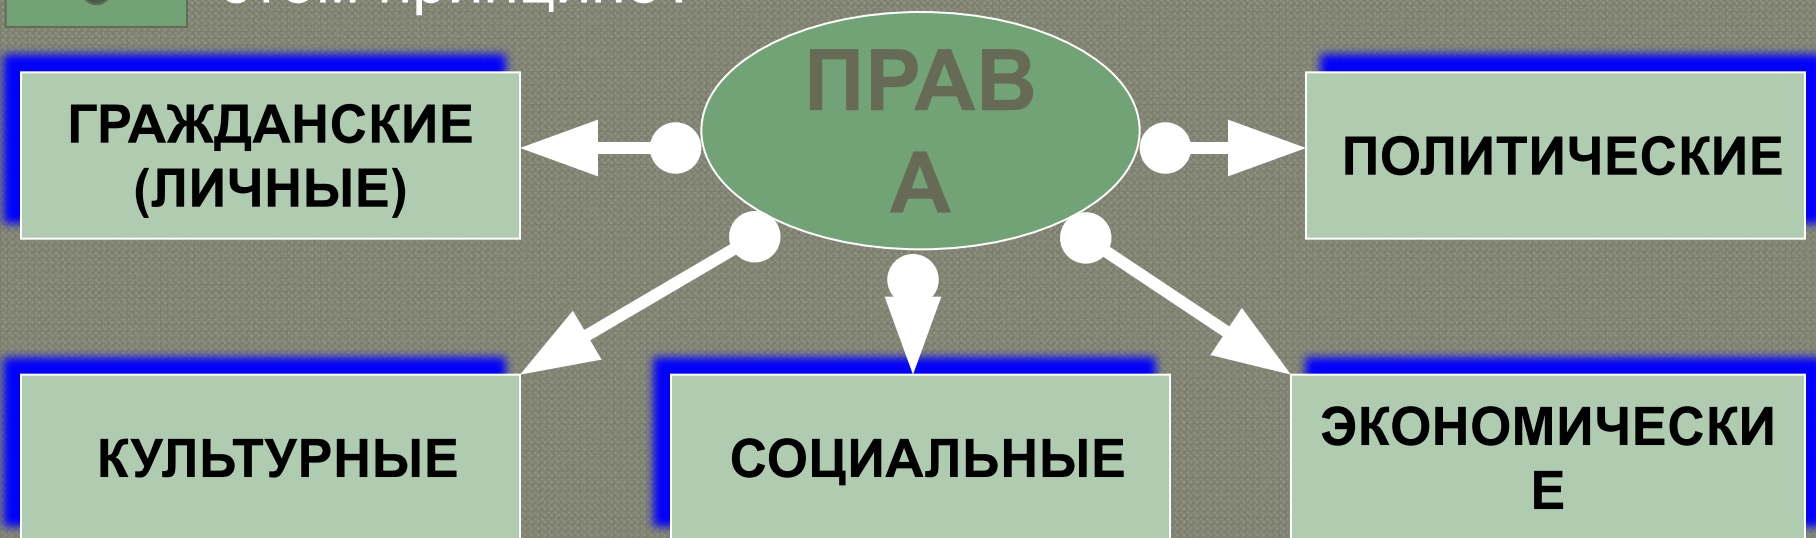 ПРАВ
А
ГРАЖДАНСКИЕ
(ЛИЧНЫЕ)
ПОЛИТИЧЕСКИЕ
КУЛЬТУРНЫЕ
СОЦИАЛЬНЫЕ
ЭКОНОМИЧЕСКИ
Е